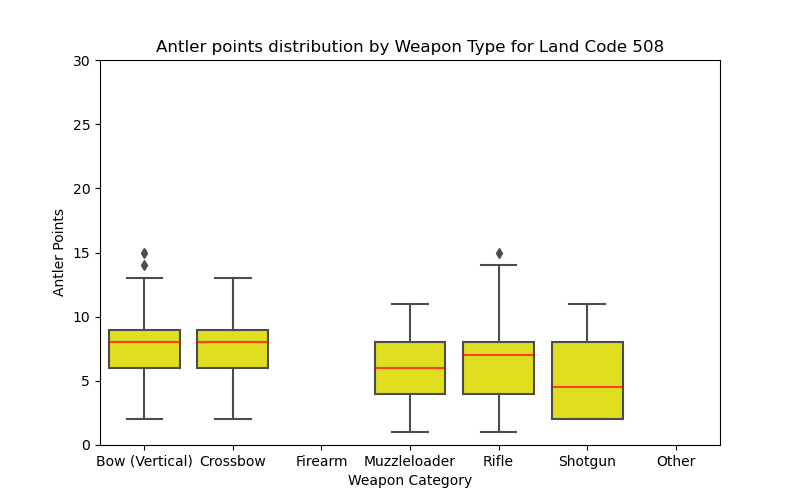 Antler points distribution by Weapon Type for Land Code 508
30
25
20
15
10
5
0
Antler Points
Bow (Vertical) Crossbow Firearm Muzzleloader Rifle Shotgun Other
Weapon Category